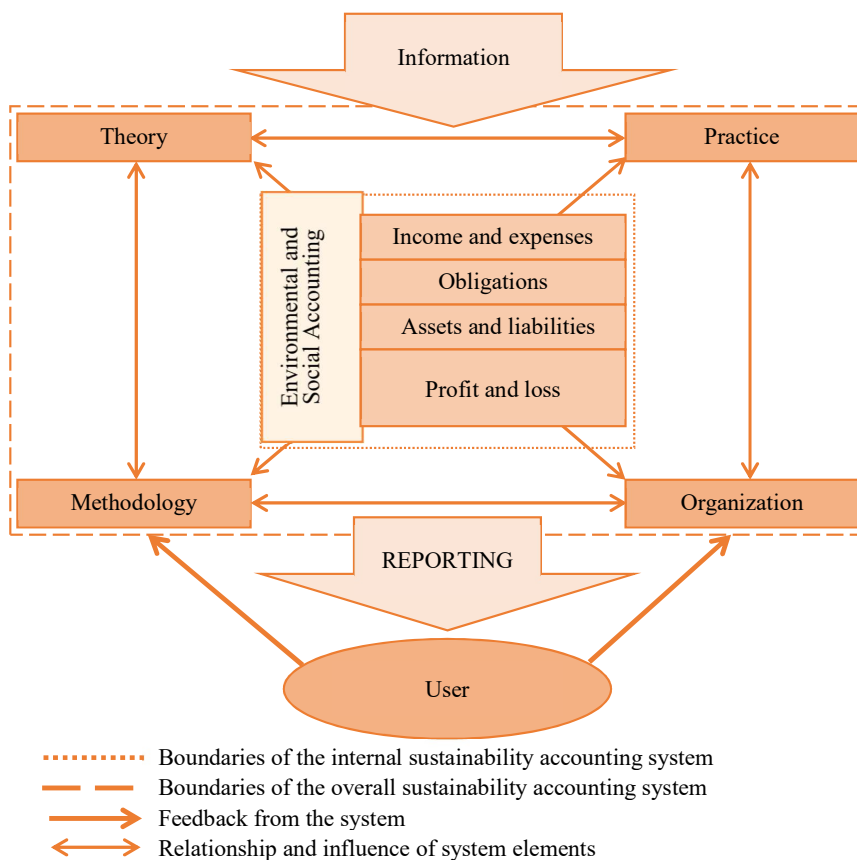 Information
Theory
Practice
Environmental and
Social Accounting
Income and expenses
Obligations
Assets and liabilities
Profit and loss
Methodology
Organization
REPORTING
User
Boundaries of the internal sustainability accounting system
Boundaries of the overall sustainability accounting system
Feedback from the system
Relationship and influence of system elements